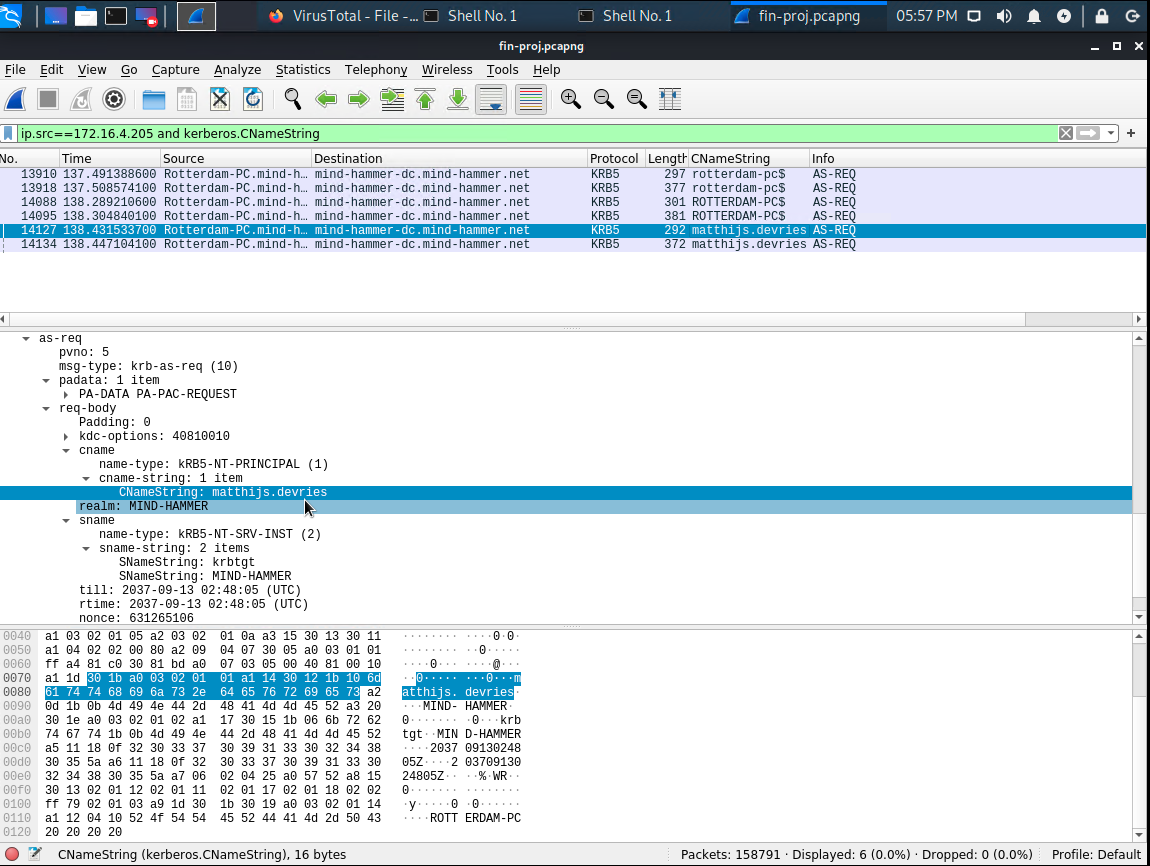 VirusTotal - File -... Shell No. 1 Shell No. 1 fin-proj.pcapng 05:57 PM
fin-proj.pcapng
File Edit View Go Capture Analyze Statistics Telephony Wireless Tools Help
ip.src==172.16.4.205 and kerberos.CNameString
No. Time Source Destination Protocol Length CNameString Info
13910 137.491388600 Rotterdam-PC.mind-h… mind-hammer-dc.mind-hammer.net KRB5 297 rotterdam-pc$ AS-REQ
13918 137.508574100 Rotterdam-PC.mind-h… mind-hammer-dc.mind-hammer.net KRB5 377 rotterdam-pc$ AS-REQ
14088 138.289210600 Rotterdam-PC.mind-h… mind-hammer-dc.mind-hammer.net KRB5 301 ROTTERDAM-PC$ AS-REQ
14095 138.304840100 Rotterdam-PC.mind-h… mind-hammer-dc.mind-hammer.net KRB5 381 ROTTERDAM-PC$ AS-REQ
14127 138.431533700 Rotterdam-PC.mind-h… mind-hammer-dc.mind-hammer.net KRB5 292 matthijs.devries AS-REQ
14134 138.447104100 Rotterdam-PC.mind-h… mind-hammer-dc.mind-hammer.net KRB5 372 matthijs.devries AS-REQ
as-req
pvno: 5
msg-type: krb-as-req (10)
padata: 1 item
PA-DATA PA-PAC-REQUEST
req-body
Padding: 0
kdc-options: 40810010
cname
name-type: kRB5-NT-PRINCIPAL (1)
cname-string: 1 item
CNameString: matthijs.devries
realm: MIND-HAMMER
sname
name-type: kRB5-NT-SRV-INST (2)
sname-string: 2 items
SNameString: krbtgt
SNameString: MIND-HAMMER
till: 2037-09-13 02:48:05 (UTC)
rtime: 2037-09-13 02:48:05 (UTC)
nonce: 631265106
0040 a1 03 02 01 05 a2 03 02 01 0a a3 15 30 13 30 11 ········ ····0·0·
0050 a1 04 02 02 00 80 a2 09 04 07 30 05 a0 03 01 01 ········ ··0·····
0060 ff a4 81 c0 30 81 bd a0 07 03 05 00 40 81 00 10 ····0··· ····@···
0070 a1 1d 30 1b a0 03 02 01 01 a1 14 30 12 1b 10 6d ··0····· ···0···m
0080 61 74 74 68 69 6a 73 2e 64 65 76 72 69 65 73 a2 atthijs. devries·
0090 0d 1b 0b 4d 49 4e 44 2d 48 41 4d 4d 45 52 a3 20 ···MIND- HAMMER·
00a0 30 1e a0 03 02 01 02 a1 17 30 15 1b 06 6b 72 62 0······· ·0···krb
00b0 74 67 74 1b 0b 4d 49 4e 44 2d 48 41 4d 4d 45 52 tgt··MIN D-HAMMER
00c0 a5 11 18 0f 32 30 33 37 30 39 31 33 30 32 34 38 ····2037 09130248
00d0 30 35 5a a6 11 18 0f 32 30 33 37 30 39 31 33 30 05Z····2 03709130
00e0 32 34 38 30 35 5a a7 06 02 04 25 a0 57 52 a8 15 24805Z·· ··%·WR··
00f0 30 13 02 01 12 02 01 11 02 01 17 02 01 18 02 02 0······· ········
0100 ff 79 02 01 03 a9 1d 30 1b 30 19 a0 03 02 01 14 ·y·····0 ·0······
0110 a1 12 04 10 52 4f 54 54 45 52 44 41 4d 2d 50 43 ····ROTT ERDAM-PC
0120 20 20 20 20
CNameString (kerberos.CNameString), 16 bytes Packets: 158791 · Displayed: 6 (0.0%) · Dropped: 0 (0.0%) Profile: Default